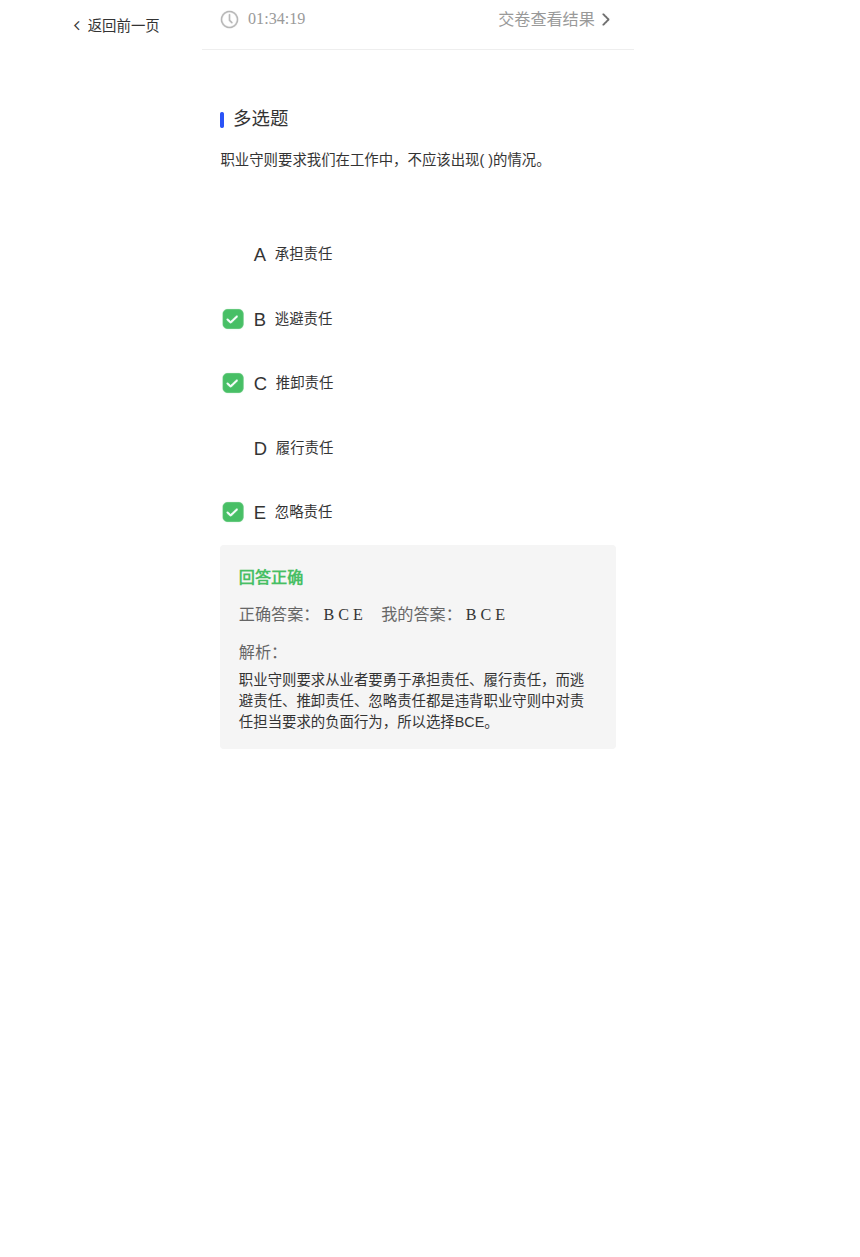 返回前一页
01:34:19 交卷查看结果
多选题
职业守则要求我们在工作中，不应该出现( )的情况。
A 承担责任
B 逃避责任
C 推卸责任
D 履行责任
E 忽略责任
回答正确
正确答案： B C E 我的答案： B C E
解析：
职业守则要求从业者要勇于承担责任、履行责任，而逃
避责任、推卸责任、忽略责任都是违背职业守则中对责
任担当要求的负面行为，所以选择BCE。